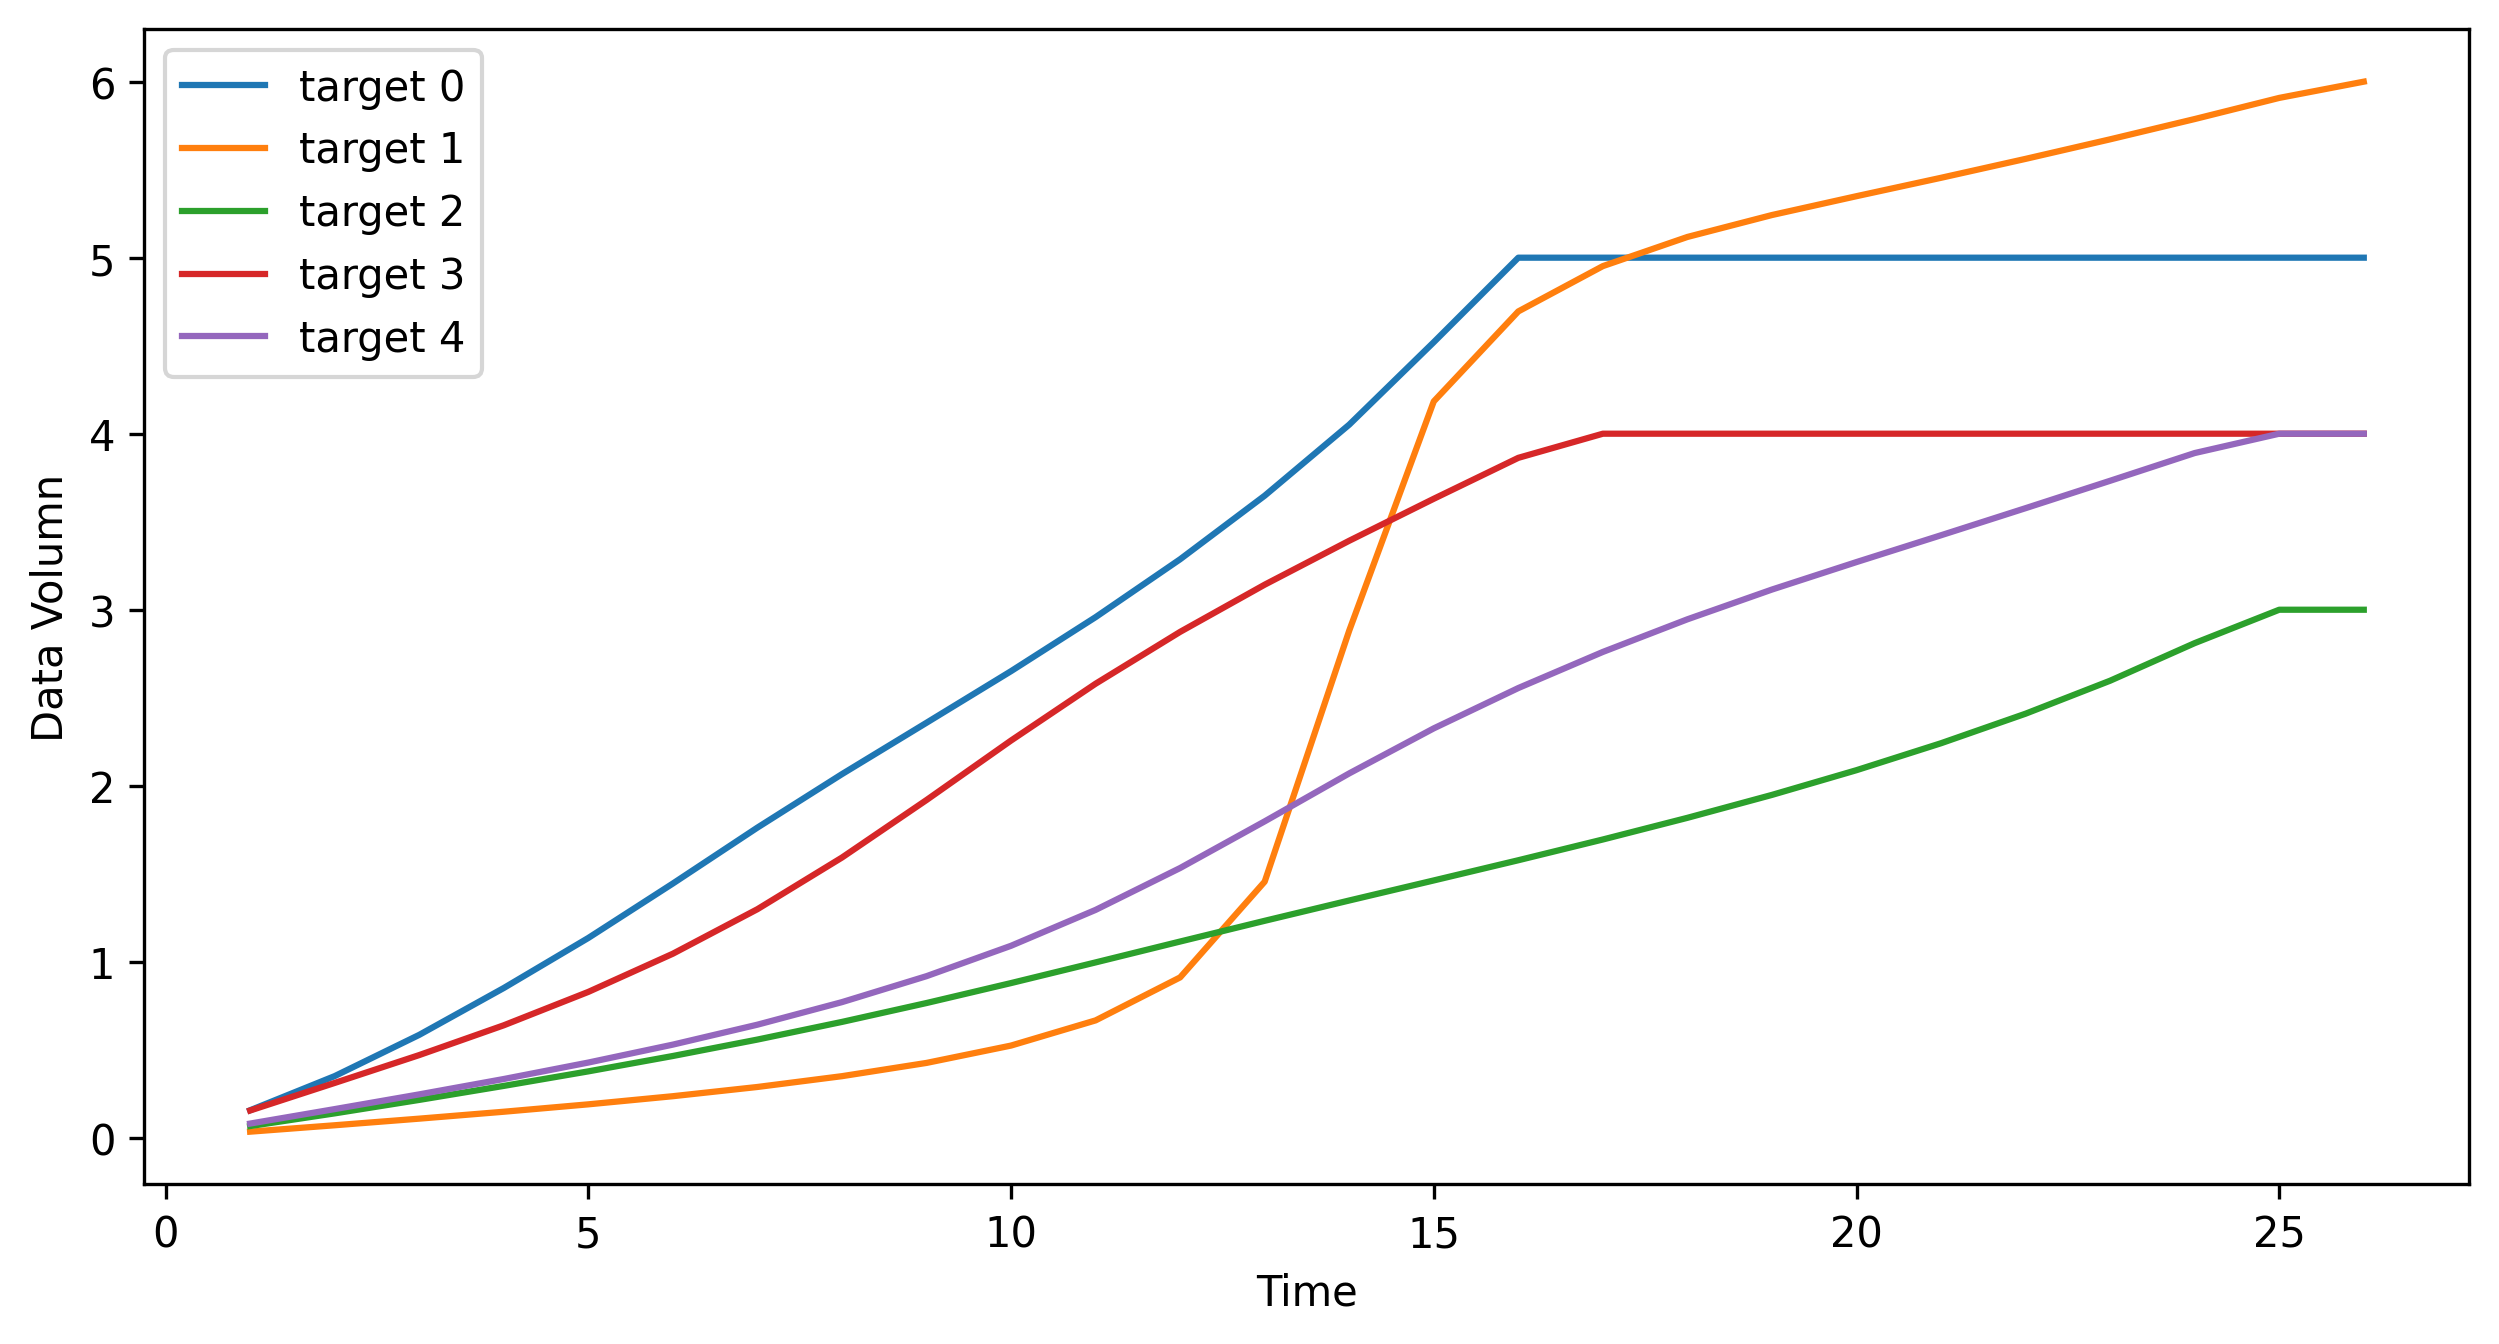 target 0
target 1
target 2
target 3
target 4
6
5
4
3
2
1
0
Data Volumn
0 5 10 15 20 25
Time